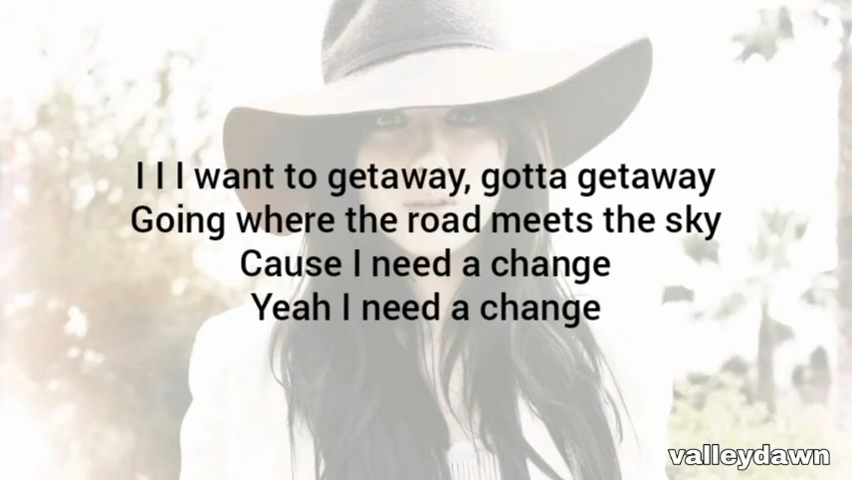 I I I want to getaway, gotta getaway
Going where the road meets the sky
Cause I need a change
Yeah I need a change
valleydawn